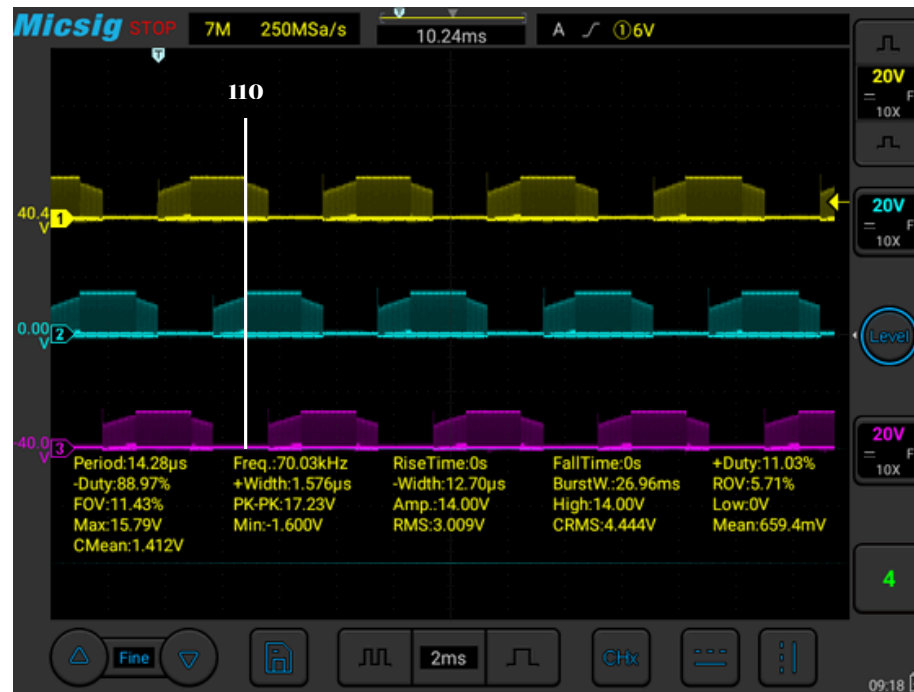 Micsig STOP 7M 250MSa/s 10.24ms A ①6V
T
110
20V
F
10X
40.4
V
1
20V
F
10X
0.00
V
2
Level
-40.0
V
3
20V
F
10X
Period:14.28µs Freq.:70.03kHz RiseTime:0s FallTime:0s +Duty:11.03%
-Duty:88.97% +Width:1.576µs -Width:12.70µs BurstW.:26.96ms ROV:5.71%
FOV:11.43% PK-PK:17.23V Amp.:14.00V High:14.00V Low:0V
Max:15.79V Min:-1.600V RMS:3.009V CRMS:4.444V Mean:659.4mV
CMean:1.412V
4
Fine 2ms CHx
09:18